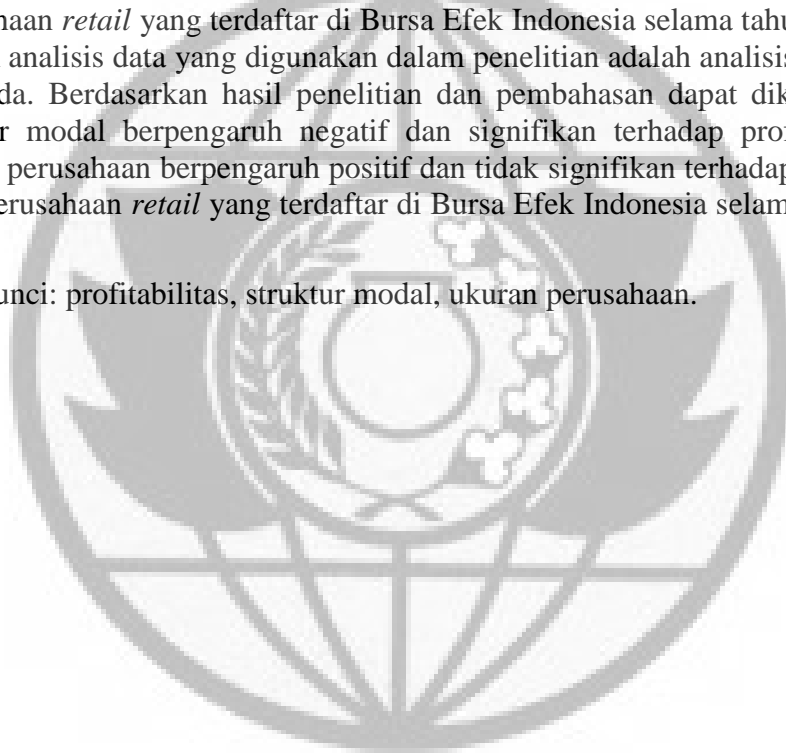 haan retail yang terdaftar di Bursa Efek Indonesia selama tahu
analisis data yang digunakan dalam penelitian adalah analisis
da. Berdasarkan hasil penelitian dan pembahasan dapat dik
r modal berpengaruh negatif dan signifikan terhadap prof
perusahaan berpengaruh positif dan tidak signifikan terhadap
erusahaan retail yang terdaftar di Bursa Efek Indonesia selam
unci: profitabilitas, struktur modal, ukuran perusahaan.